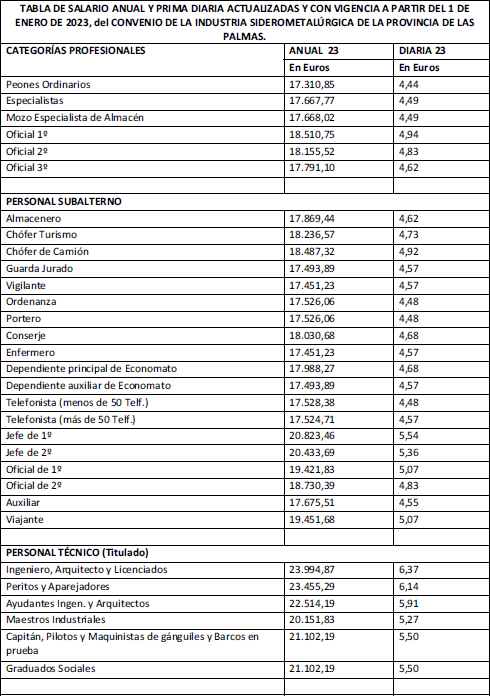 TABLA DE SALARIO ANUAL Y PRIMA DIARIA ACTUALIZADAS Y CON VIGENCIA A PARTIR DEL 1 DE
ENERO DE 2023, del CONVENIO DE LA INDUSTRIA SIDEROMETALÚRGICA DE LA PROVINCIA DE LAS
PALMAS.
CATEGORÍAS PROFESIONALES ANUAL 23 DIARIA 23
En Euros En Euros
Peones Ordinarios 17.310,85 4,44
Especialistas 17.667,77 4,49
Mozo Especialista de Almacén 17.668,02 4,49
Oficial 1º 18.510,75 4,94
Oficial 2º 18.155,52 4,83
Oficial 3º 17.791,10 4,62
PERSONAL SUBALTERNO
Almacenero 17.869,44 4,62
Chófer Turismo 18.236,57 4,73
Chófer de Camión 18.487,32 4,92
Guarda Jurado 17.493,89 4,57
Vigilante 17.451,23 4,57
Ordenanza 17.526,06 4,48
Portero 17.526,06 4,48
Conserje 18.030,68 4,68
Enfermero 17.451,23 4,57
Dependiente principal de Economato 17.988,27 4,68
Dependiente auxiliar de Economato 17.493,89 4,57
Telefonista (menos de 50 Telf.) 17.528,38 4,48
Telefonista (más de 50 Telf.) 17.524,71 4,57
Jefe de 1º 20.823,46 5,54
Jefe de 2º 20.433,69 5,36
Oficial de 1º 19.421,83 5,07
Oficial de 2º 18.730,39 4,83
Auxiliar 17.675,51 4,55
Viajante 19.451,68 5,07
PERSONAL TÉCNICO (Titulado)
Ingeniero, Arquitecto y Licenciados 23.994,87 6,37
Peritos y Aparejadores 23.455,29 6,14
Ayudantes Ingen. y Arquitectos 22.514,19 5,91
Maestros Industriales 20.151,83 5,27
Capitán, Pilotos y Maquinistas de gánguiles y Barcos en 21.102,19 5,50
prueba
Graduados Sociales 21.102,19 5,50